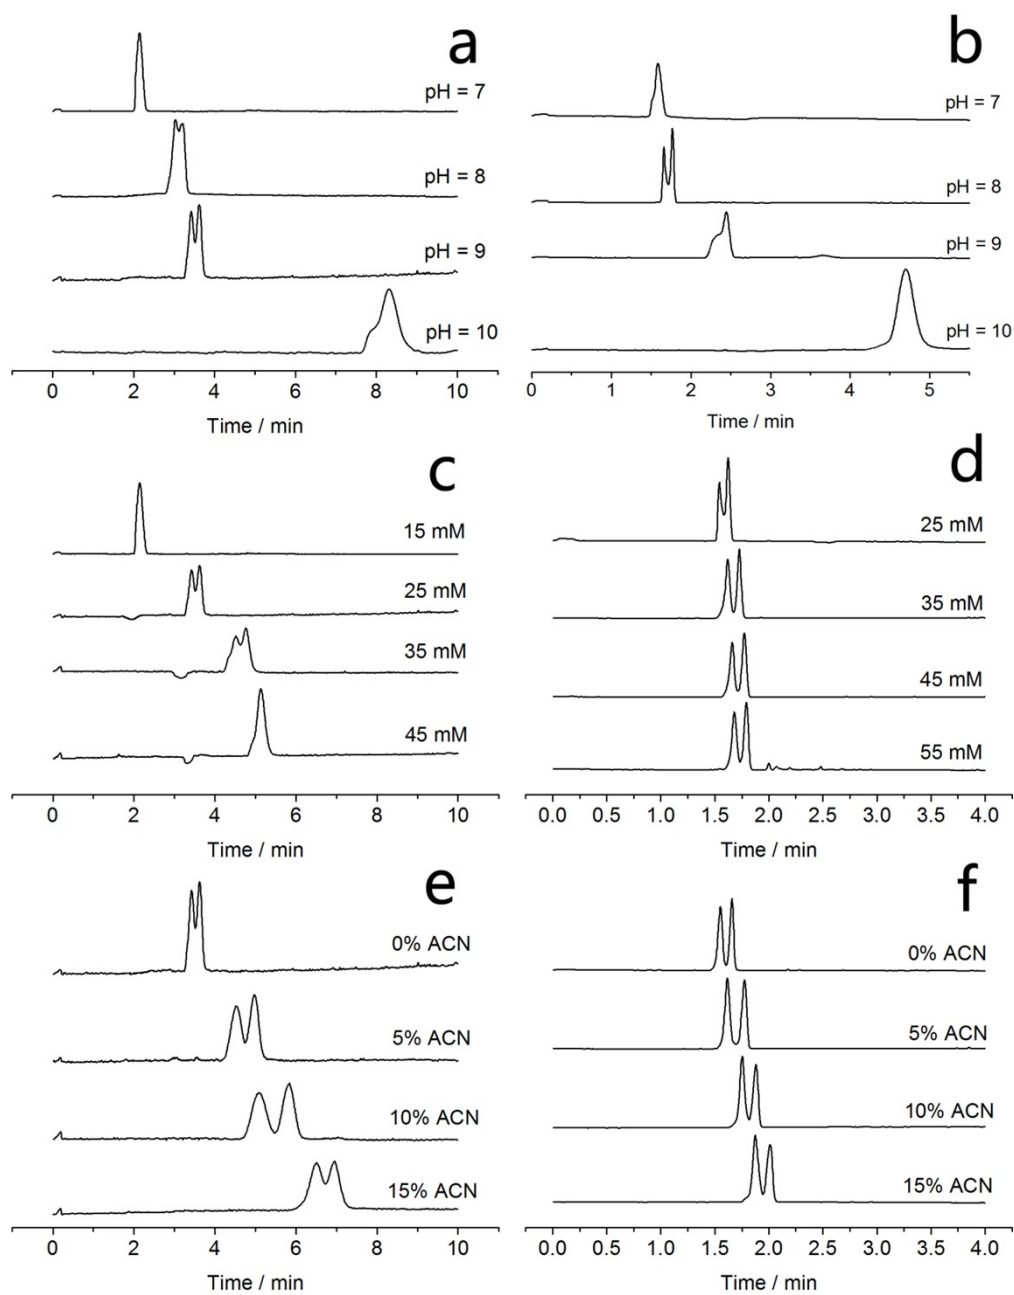 a
pH = 7
pH = 8
pH = 9
pH = 10
0 2 4 6 8 10
Time / min
b
pH = 7
pH = 8
pH = 9
pH = 10
0 1 2 3 4 5
Time / min
c
15 mM
25 mM
35 mM
45 mM
0 2 4 6 8 10
Time / min
d
25 mM
35 mM
45 mM
55 mM
0.0 0.5 1.0 1.5 2.0 2.5 3.0 3.5 4.0
Time / min
e
0% ACN
5% ACN
10% ACN
15% ACN
0 2 4 6 8 10
Time / min
f
0% ACN
5% ACN
10% ACN
15% ACN
0.0 0.5 1.0 1.5 2.0 2.5 3.0 3.5 4.0
Time / min